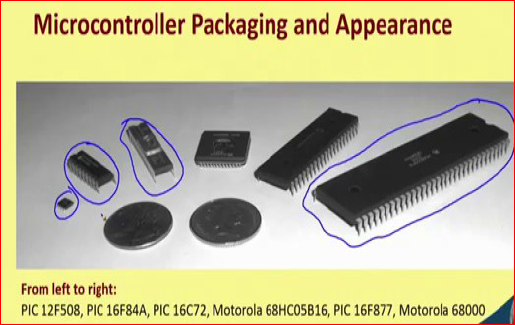 Microcontroller Packaging and Appearance
From left to right:
PIC 12F508, PIC 16F84A, PIC 16C72, Motorola 68HC05B16, PIC 16F877, Motorola 68000